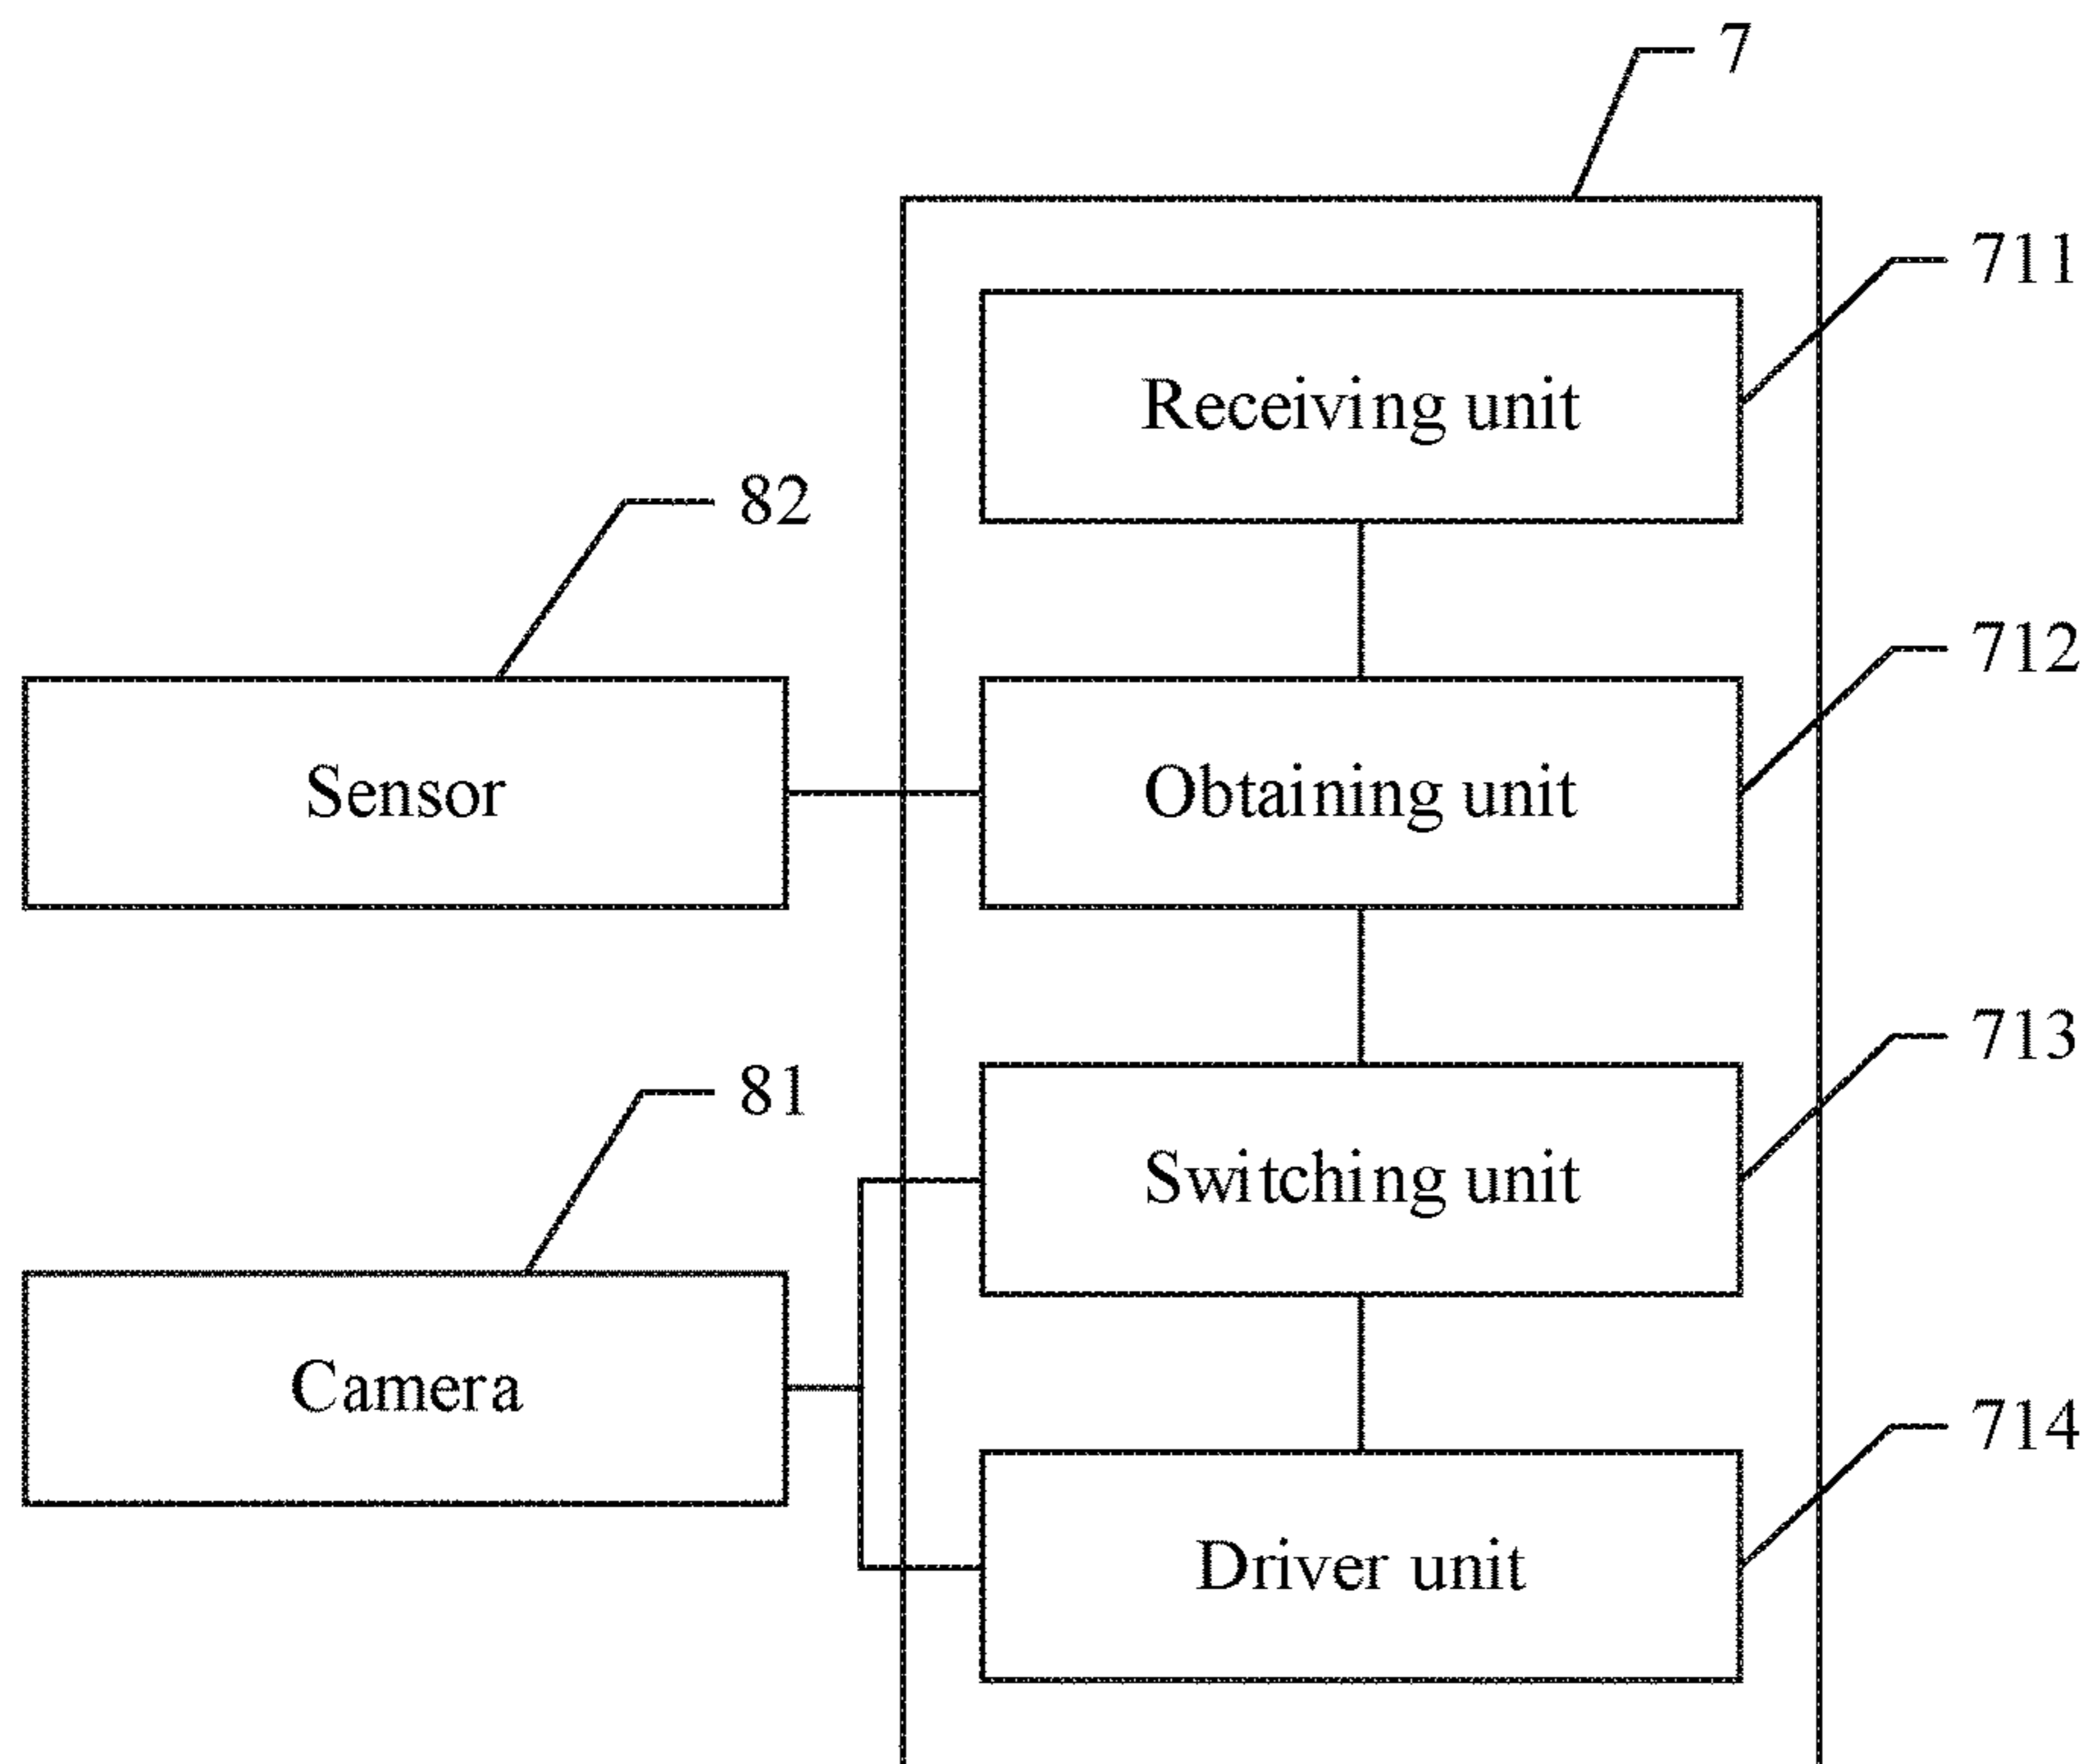 7
711
Receiving unit
82
712
Sensor
Obtaining unit
713
81
Switching unit
Camera
714
Driver unit